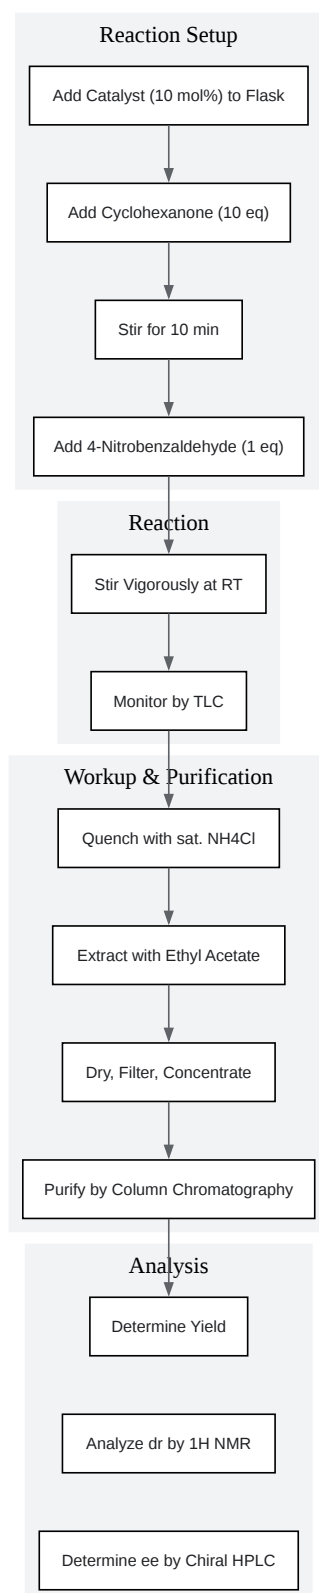 Reaction Setup
Add Catalyst (10 mol%) to Flask
Add Cyclohexanone (10 eq)
Stir for 10 min
Add 4-Nitrobenzaldehyde (1 eq)
Reaction
Stir Vigorously at RT
Monitor by TLC
Workup & Purification
Quench with sat. NH4Cl
Extract with Ethyl Acetate
Dry, Filter, Concentrate
Purify by Column Chromatography
Analysis
Determine Yield
Analyze dr by 1H NMR
Determine ee by Chiral HPLC